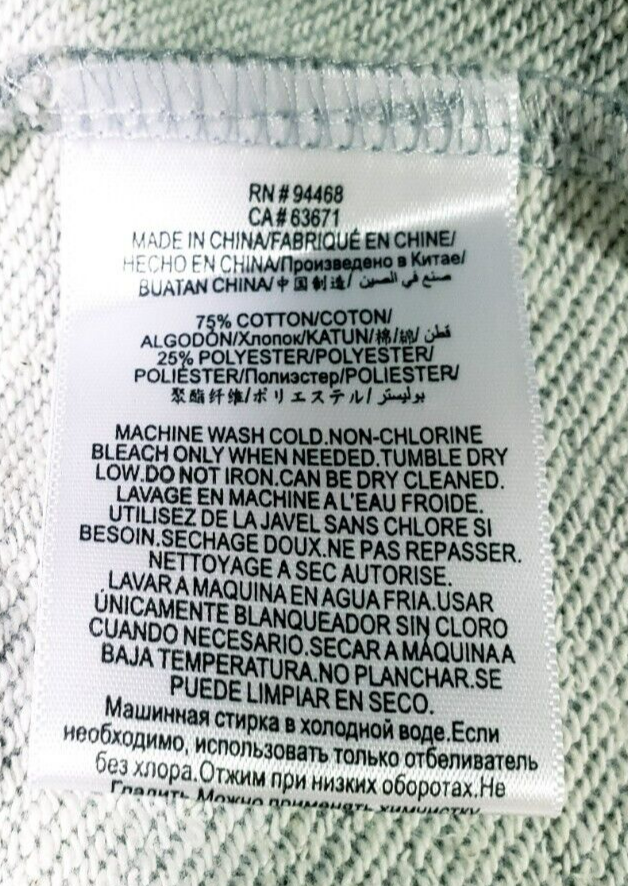 RN # 94468
CA # 63671
MADE IN CHINA/FABRIQUÉ EN CHINE/
HECHO EN CHINA/Произведено в Китае/
BUATAN CHINA/中国制造/ صنع في الصين
75% COTTON/COTON/
ALGODÓN/Хлопок/KATUN/棉/綿/ قطن
25% POLYESTER/POLYESTER/
POLIÉSTER/Полиэстер/POLIESTER/
聚酯纤维/ポリエステル/ بوليستر
MACHINE WASH COLD.NON-CHLORINE
BLEACH ONLY WHEN NEEDED.TUMBLE DRY
LOW.DO NOT IRON.CAN BE DRY CLEANED.
LAVAGE EN MACHINE A L'EAU FROIDE.
UTILISEZ DE LA JAVEL SANS CHLORE SI
BESOIN.SECHAGE DOUX.NE PAS REPASSER.
NETTOYAGE A SEC AUTORISE.
LAVAR A MAQUINA EN AGUA FRIA.USAR
ÚNICAMENTE BLANQUEADOR SIN CLORO
CUANDO NECESARIO.SECAR A MÁQUINA A
BAJA TEMPERATURA.NO PLANCHAR.SE
PUEDE LIMPIAR EN SECO.
Машинная стирка в холодной воде.Если
необходимо, использовать только отбеливатель
без хлора.Отжим при низких оборотах.Не
Гладить Можно применять химчистку